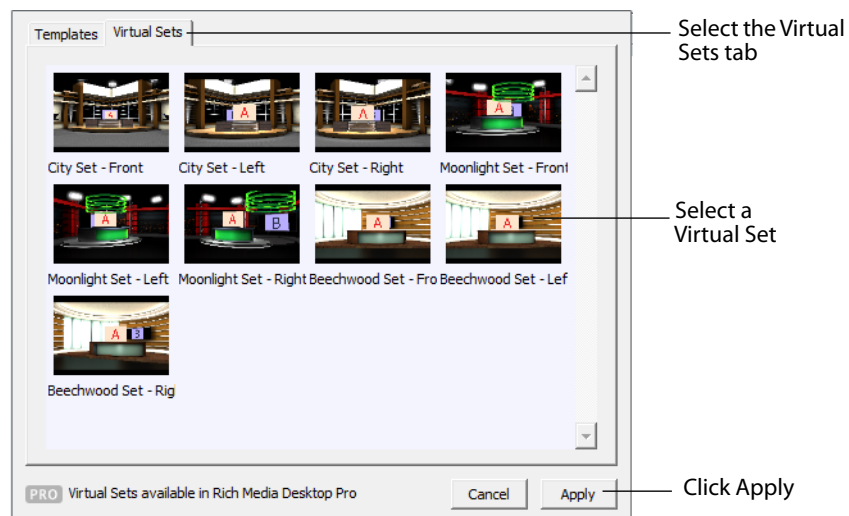 Templates Virtual Sets
Select the Virtual
Sets tab
A
A
A
A
City Set - Front City Set - Left City Set - Right Moonlight Set - Front
A
A B
A
A
Select a
Virtual Set
Moonlight Set - Left Moonlight Set - Right Beechwood Set - Fro Beechwood Set - Lef
A B
Beechwood Set - Rig
PRO Virtual Sets available in Rich Media Desktop Pro Cancel Apply
Click Apply